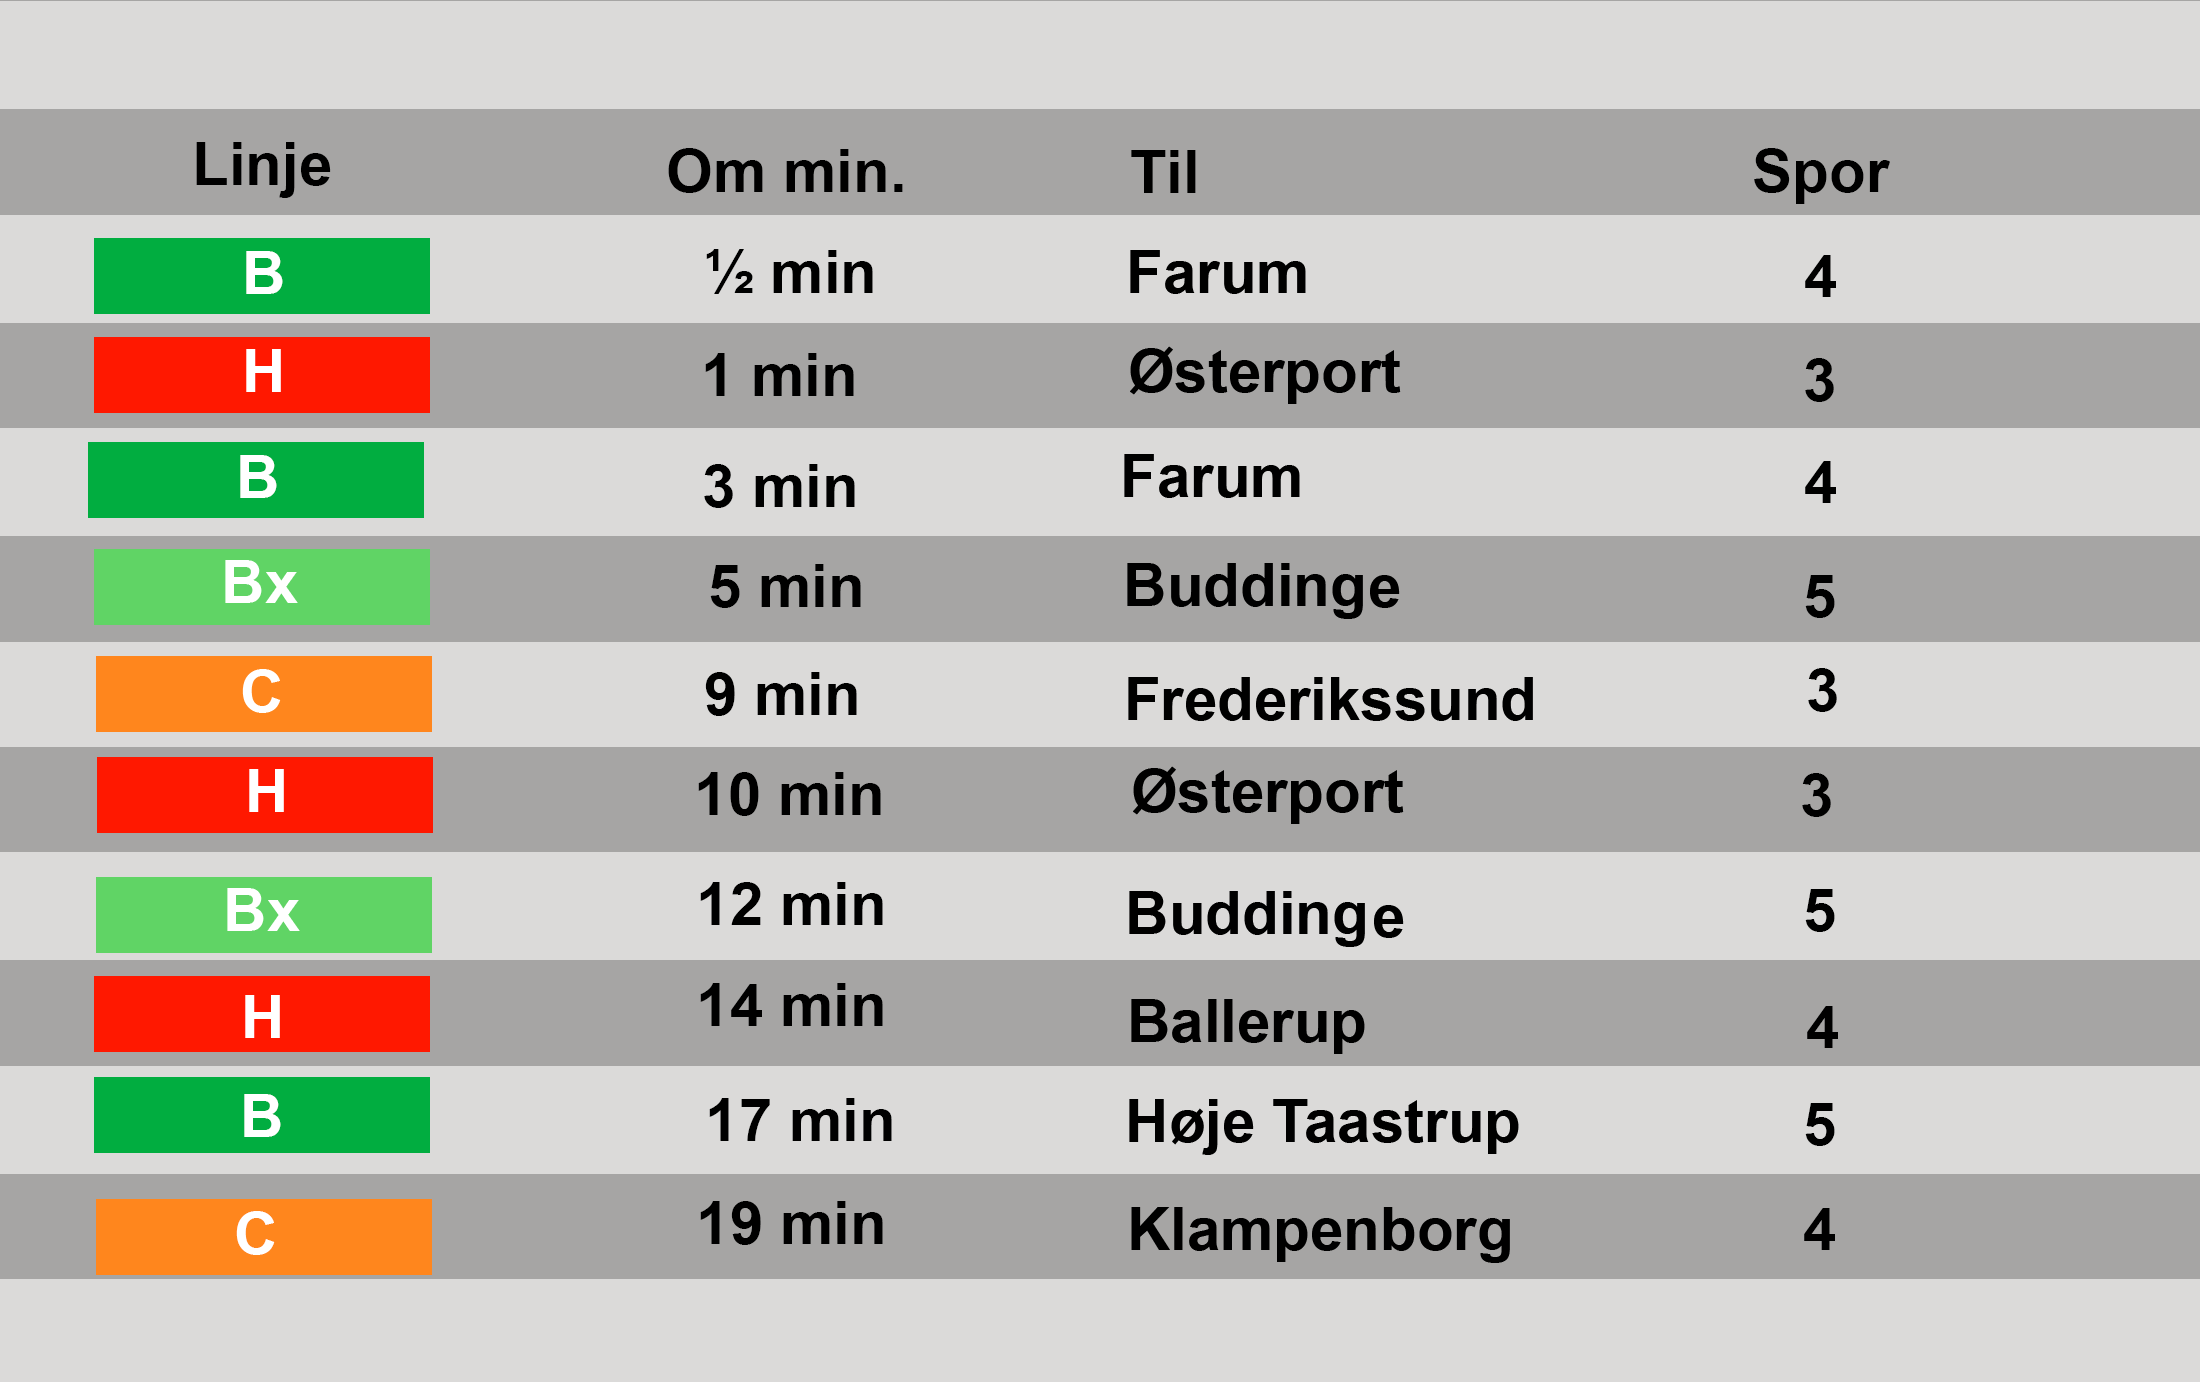 Linje Om min. Til Spor
B ½ min Farum 4
H 1 min Østerport 3
B 3 min Farum 4
Bx 5 min Buddinge 5
C 9 min Frederikssund 3
H 10 min Østerport 3
Bx 12 min Buddinge 5
H 14 min Ballerup 4
B 17 min Høje Taastrup 5
C 19 min Klampenborg 4